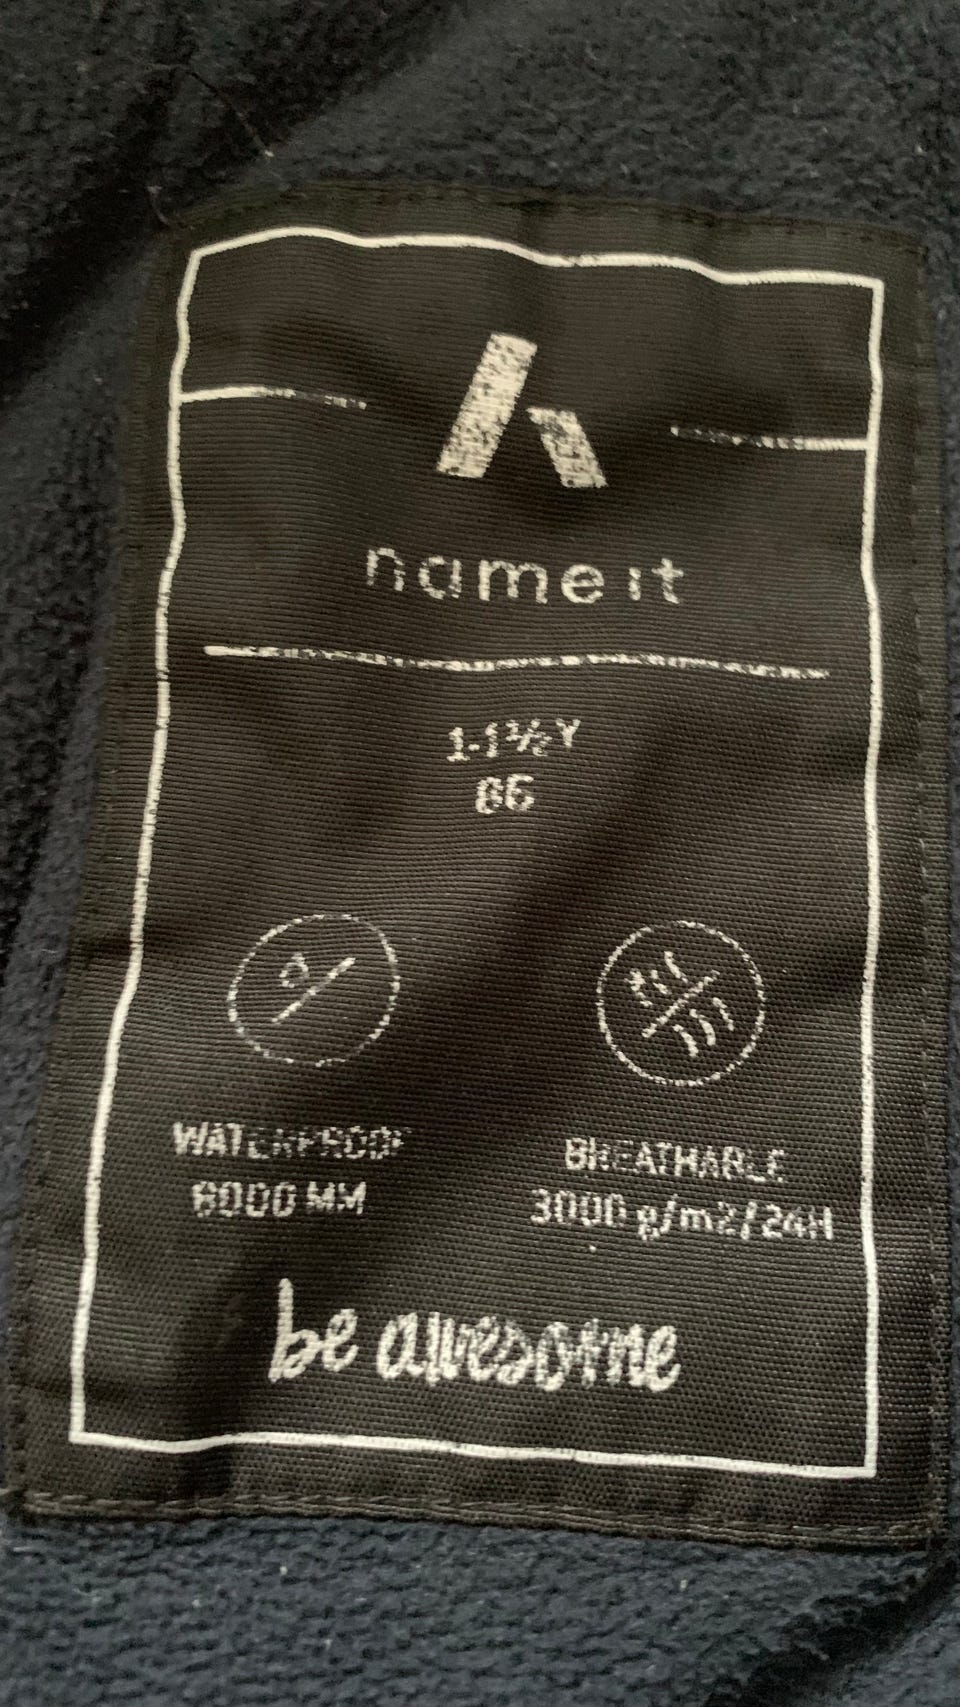 name it
1-1½Y
86
WATERPROOF
8000 MM
BREATHABLE
3000 g/m2/24H
be awesome